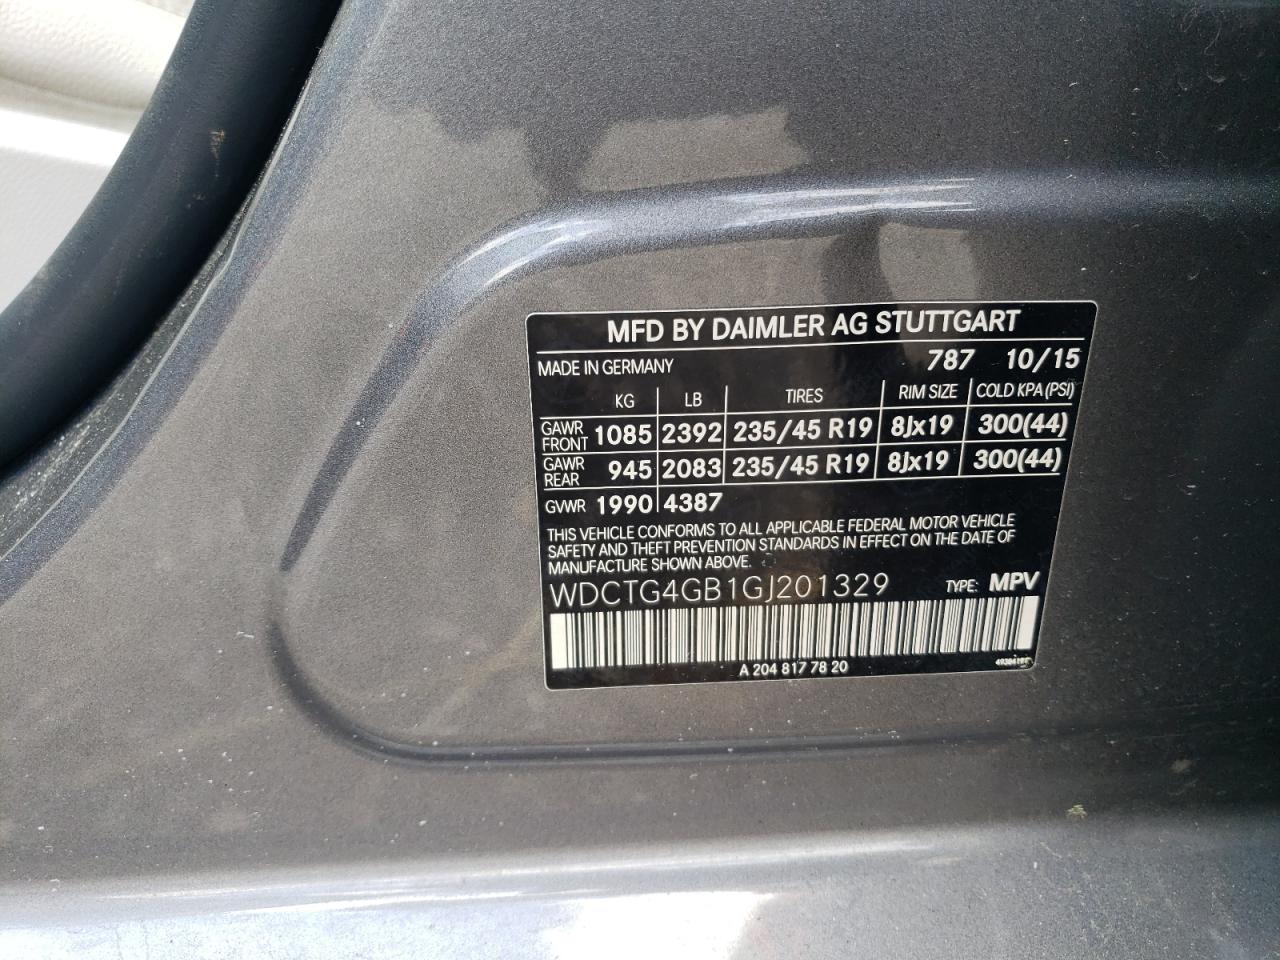 MFD BY DAIMLER AG STUTTGART
MADE IN GERMANY 787 10/15
KG LB TIRES RIM SIZE COLD KPA (PSI)
GAWR FRONT 1085 2392 235/45 R19 8Jx19 300(44)
GAWR REAR 945 2083 235/45 R19 8Jx19 300(44)
GVWR 1990 4387
THIS VEHICLE CONFORMS TO ALL APPLICABLE FEDERAL MOTOR VEHICLE
SAFETY AND THEFT PREVENTION STANDARDS IN EFFECT ON THE DATE OF
MANUFACTURE SHOWN ABOVE.
WDCTG4GB1GJ201329 TYPE: MPV
A 204 817 78 20